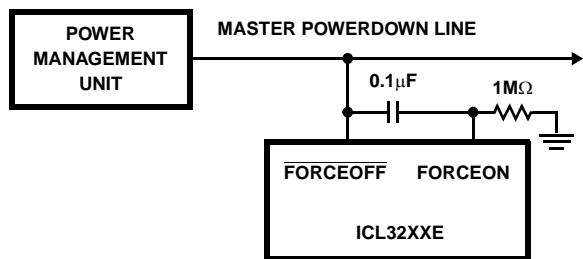 POWER
MANAGEMENT
UNIT
MASTER POWERDOWN LINE
0.1μF
1MΩ
FORCEOFF FORCEON
ICL32XXE